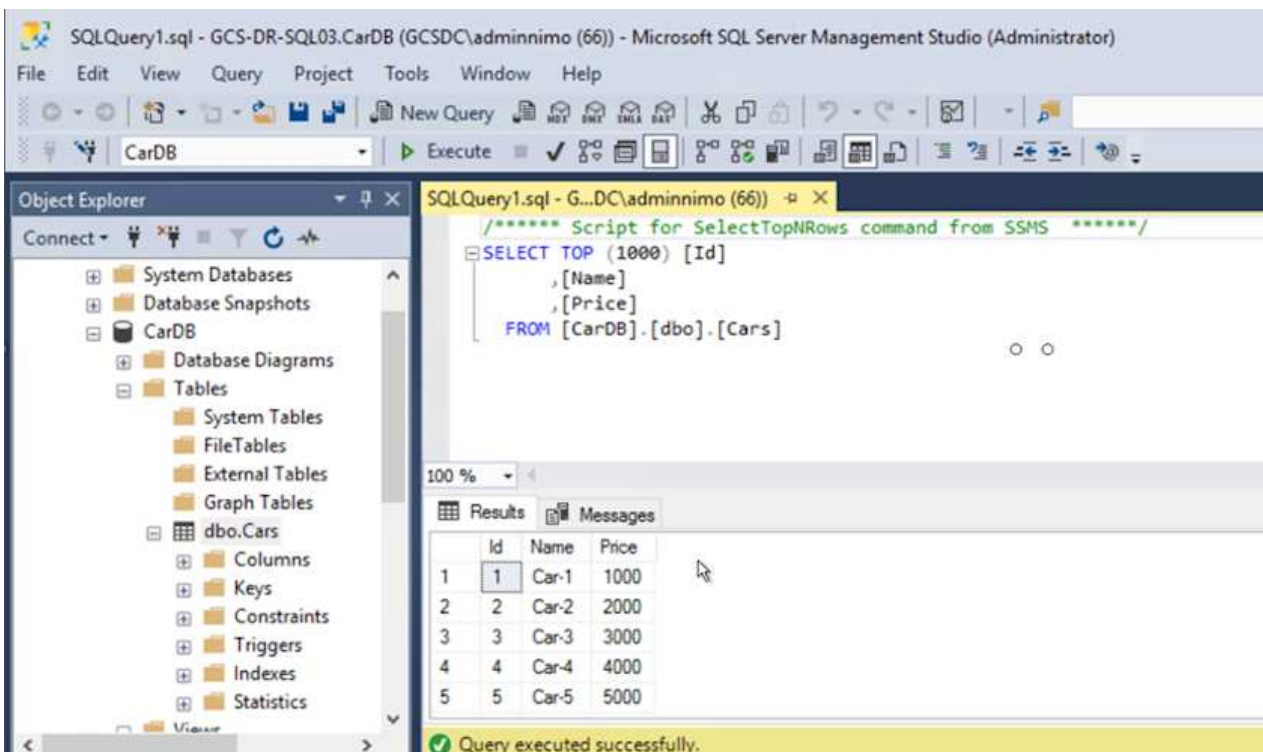 SQLQuery1.sql - GCS-DR-SQL03.CarDB (GCSDC\adminnimo (66)) - Microsoft SQL Server Management Studio (Administrator)
File Edit View Query Project Tools Window Help
New Query MDX DMX XMLA DAX
CarDB Execute
Object Explorer
Connect
System Databases
Database Snapshots
CarDB
Database Diagrams
Tables
System Tables
FileTables
External Tables
Graph Tables
dbo.Cars
Columns
Keys
Constraints
Triggers
Indexes
Statistics
Views
SQLQuery1.sql - G...DC\adminnimo (66))
/****** Script for SelectTopNRows command from SSMS ******/
SELECT TOP (1000) [Id]
,[Name]
,[Price]
FROM [CarDB].[dbo].[Cars]
100 %
Results Messages
Id Name Price
1 1 Car-1 1000
2 2 Car-2 2000
3 3 Car-3 3000
4 4 Car-4 4000
5 5 Car-5 5000
Query executed successfully.